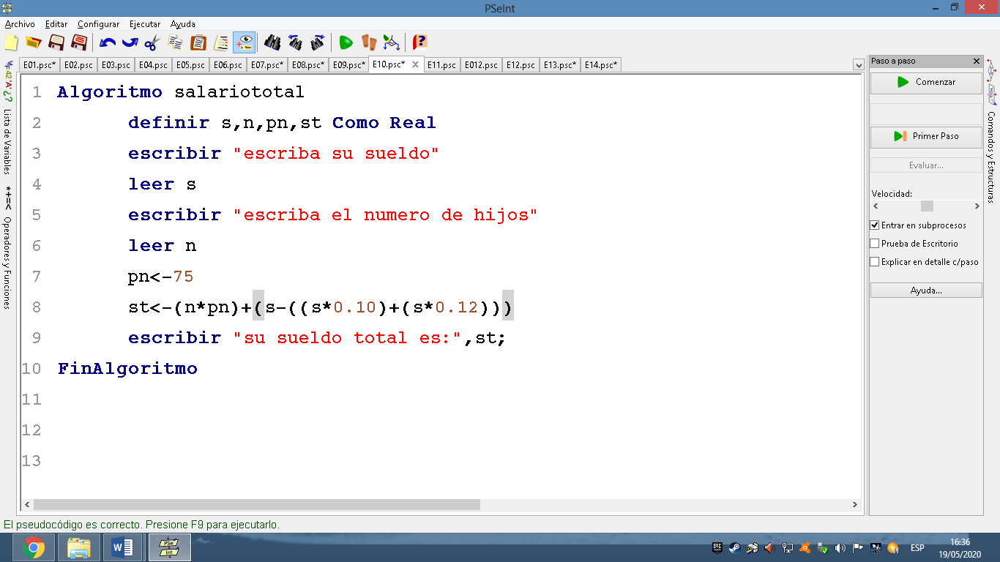 PSeInt
Archivo Editar Configurar Ejecutar Ayuda
E01.psc* E02.psc E03.psc E04.psc E05.psc E06.psc E07.psc* E08.psc* E09.psc* E10.psc* E11.psc E012.psc E12.psc E13.psc* E14.psc*
1 Algoritmo salariototal
2 definir s,n,pn,st Como Real
3 escribir "escriba su sueldo"
4 leer s
5 escribir "escriba el numero de hijos"
6 leer n
7 pn<-75
8 st<-(n*pn)+(s-((s*0.10)+(s*0.12)))
9 escribir "su sueldo total es:",st;
10 FinAlgoritmo
11
12
13
Lista de Variables
*+=< Operadores y Funciones
Paso a paso
Comenzar
Primer Paso
Evaluar...
Velocidad:
Entrar en subprocesos
Prueba de Escritorio
Explicar en detalle c/paso
Ayuda...
Comandos y Estructuras
El pseudocódigo es correcto. Presione F9 para ejecutarlo.
PSe
Int
ESP
16:36
19/05/2020